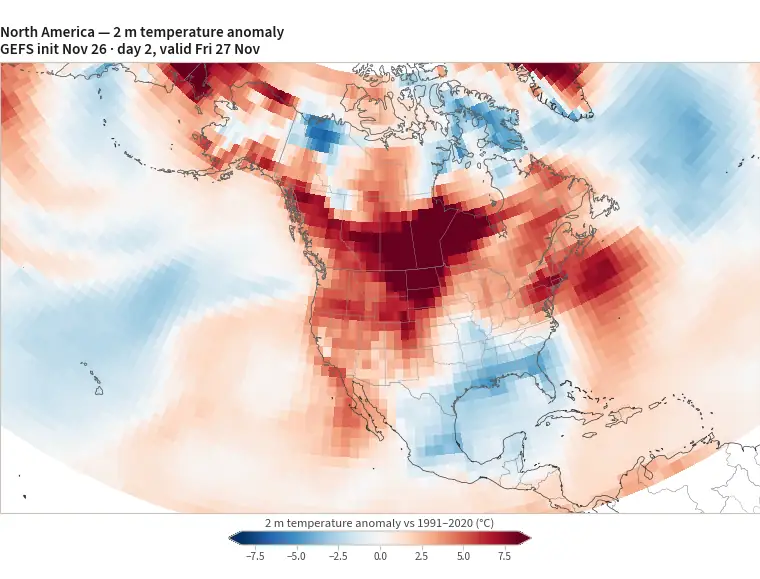 North America — 2 m temperature anomaly
GEFS init Nov 26 · day 2, valid Fri 27 Nov
2 m temperature anomaly vs 1991–2020 (°C)
−7.5 −5.0 −2.5 0.0 2.5 5.0 7.5